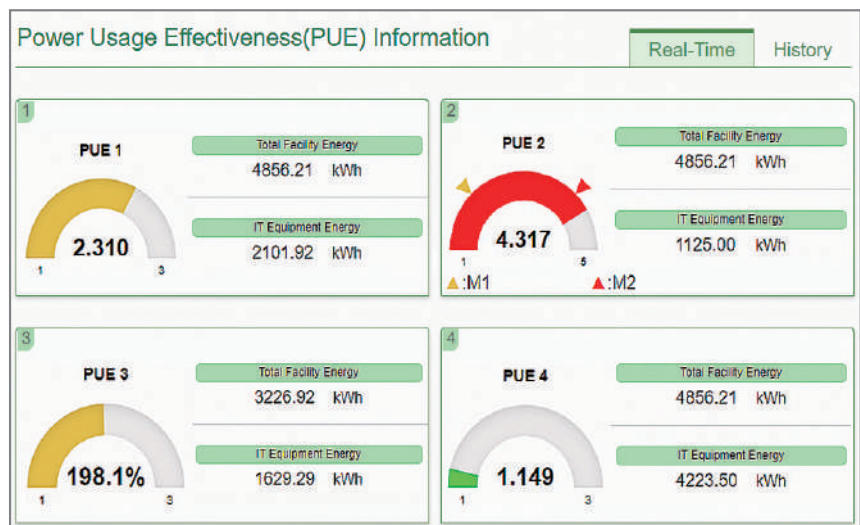 Power Usage Effectiveness(PUE) Information
Real-Time
History
1
PUE 1
Total Facility Energy
4856.21 kWh
IT Equipment Energy
2101.92 kWh
2.310
1
3
2
PUE 2
Total Facility Energy
4856.21 kWh
IT Equipment Energy
1125.00 kWh
4.317
1
5
:M1
:M2
3
PUE 3
Total Facility Energy
3226.92 kWh
IT Equipment Energy
1629.29 kWh
198.1%
1
3
4
PUE 4
Total Facility Energy
4856.21 kWh
IT Equipment Energy
4223.50 kWh
1.149
1
3